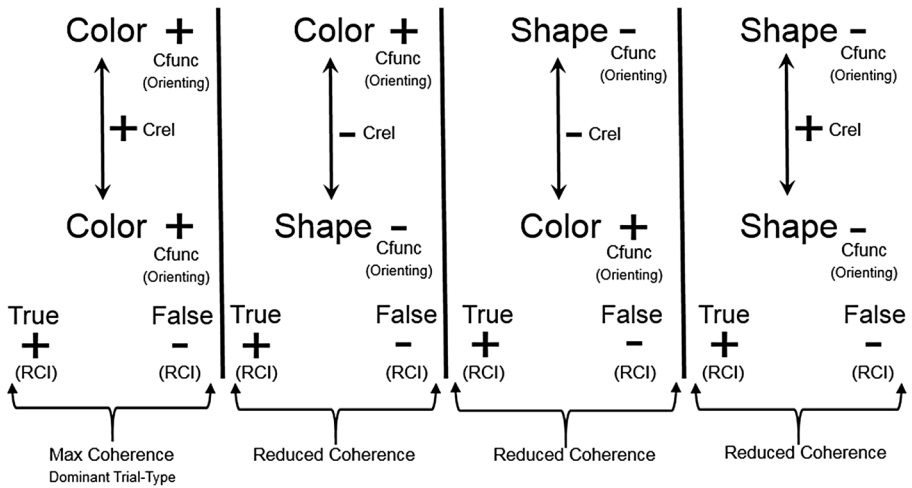 Color +
Cfunc
(Orienting)
+ Crel
Color +
Cfunc
(Orienting)
True False
+ -
(RCI) (RCI)
Max Coherence
Dominant Trial-Type
Color +
Cfunc
(Orienting)
- Crel
Shape -
Cfunc
(Orienting)
True False
+ -
(RCI) (RCI)
Reduced Coherence
Shape -
Cfunc
(Orienting)
- Crel
Color +
Cfunc
(Orienting)
True False
+ -
(RCI) (RCI)
Reduced Coherence
Shape -
Cfunc
(Orienting)
+ Crel
Shape -
Cfunc
(Orienting)
True False
+ -
(RCI) (RCI)
Reduced Coherence